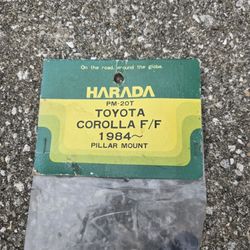 On the road around the globe.
HARADA
PM-20T
TOYOTA
COROLLA F/F
1984~
PILLAR MOUNT